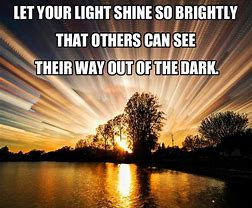 LET YOUR LIGHT SHINE SO BRIGHTLY
THAT OTHERS CAN SEE
THEIR WAY OUT OF THE DARK.